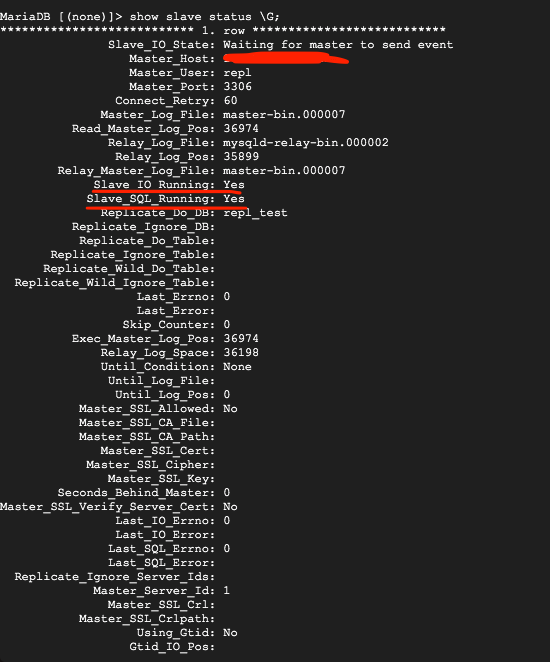 MariaDB [(none)]> show slave status \G;
*************************** 1. row ***************************
Slave_IO_State: Waiting for master to send event
Master_Host:
Master_User: repl
Master_Port: 3306
Connect_Retry: 60
Master_Log_File: master-bin.000007
Read_Master_Log_Pos: 36974
Relay_Log_File: mysqld-relay-bin.000002
Relay_Log_Pos: 35899
Relay_Master_Log_File: master-bin.000007
Slave_IO_Running: Yes
Slave_SQL_Running: Yes
Replicate_Do_DB: repl_test
Replicate_Ignore_DB:
Replicate_Do_Table:
Replicate_Ignore_Table:
Replicate_Wild_Do_Table:
Replicate_Wild_Ignore_Table:
Last_Errno: 0
Last_Error:
Skip_Counter: 0
Exec_Master_Log_Pos: 36974
Relay_Log_Space: 36198
Until_Condition: None
Until_Log_File:
Until_Log_Pos: 0
Master_SSL_Allowed: No
Master_SSL_CA_File:
Master_SSL_CA_Path:
Master_SSL_Cert:
Master_SSL_Cipher:
Master_SSL_Key:
Seconds_Behind_Master: 0
Master_SSL_Verify_Server_Cert: No
Last_IO_Errno: 0
Last_IO_Error:
Last_SQL_Errno: 0
Last_SQL_Error:
Replicate_Ignore_Server_Ids:
Master_Server_Id: 1
Master_SSL_Crl:
Master_SSL_Crlpath:
Using_Gtid: No
Gtid_IO_Pos: